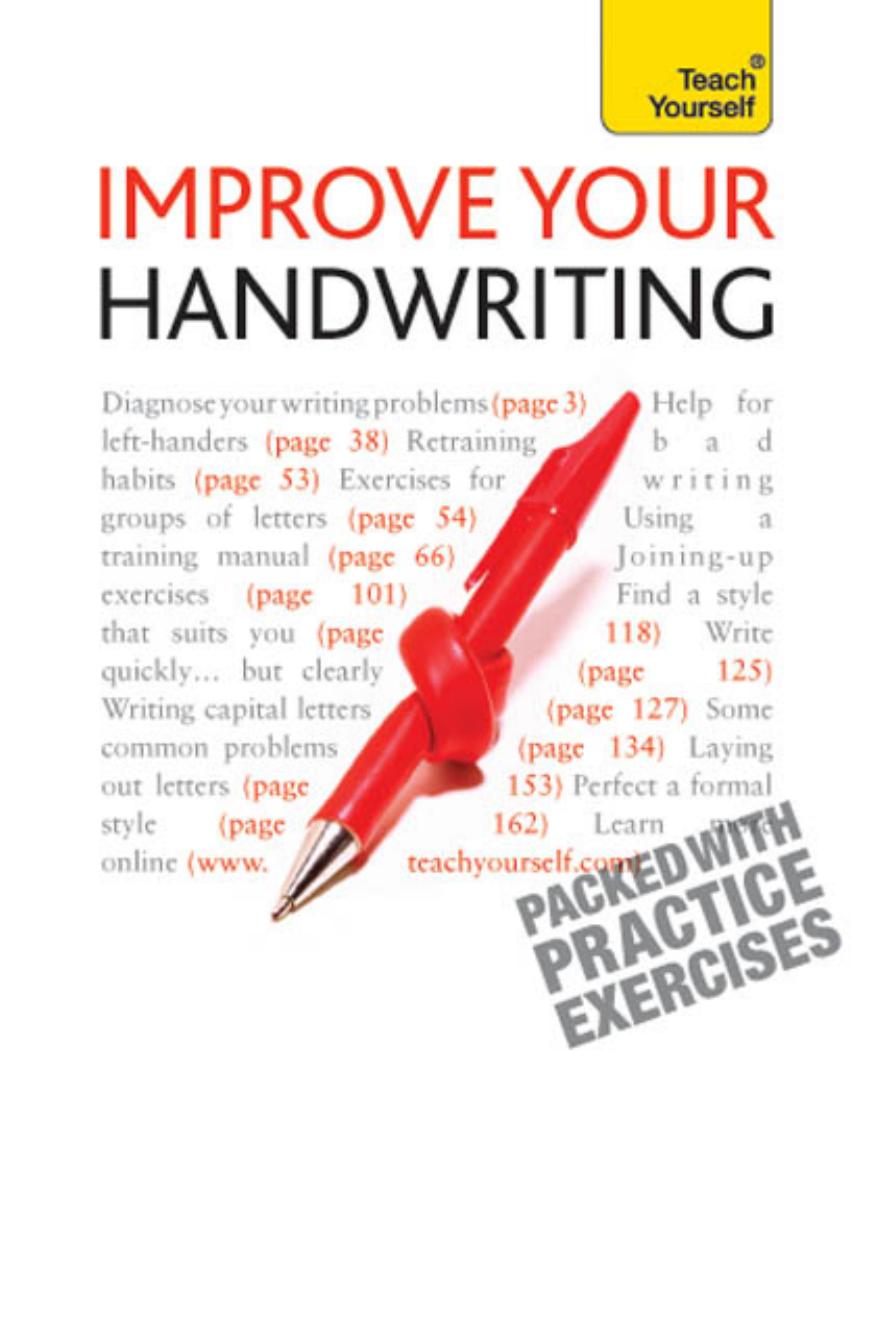 Teach®
Yourself
IMPROVE YOUR
HANDWRITING
Diagnose your writing problems (page 3) Help for
left-handers (page 38) Retraining b a d
habits (page 53) Exercises for writing
groups of letters (page 54) Using a
training manual (page 66) Joining-up
exercises (page 101) Find a style
that suits you (page 118) Write
quickly... but clearly (page 125)
Writing capital letters (page 127) Some
common problems (page 134) Laying
out letters (page 153) Perfect a formal
style (page 162) Learn more
online (www. teachyourself.com)
PACKED WITH
PRACTICE
EXERCISES